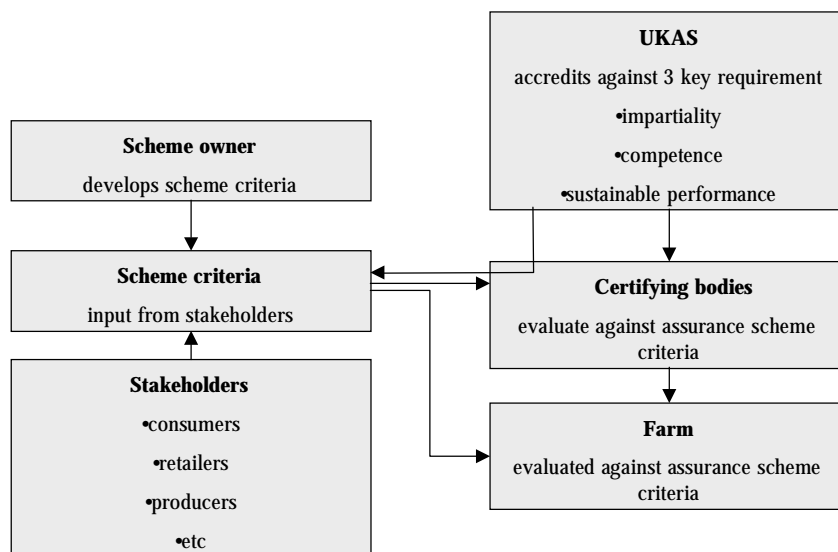 UKAS
accredits against 3 key requirement
•impartiality
•competence
•sustainable performance
Scheme owner
develops scheme criteria
Scheme criteria
input from stakeholders
Certifying bodies
evaluate against assurance scheme
criteria
Stakeholders
•consumers
•retailers
•producers
•etc
Farm
evaluated against assurance scheme
criteria